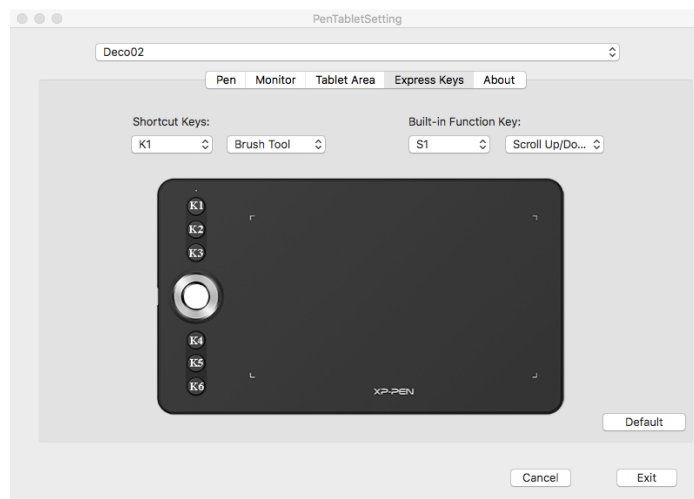 PenTabletSetting
Deco02
Pen Monitor Tablet Area Express Keys About
Shortcut Keys: Built-in Function Key:
K1 Brush Tool S1 Scroll Up/Do...
K1
K2
K3
K4
K5
K6
XP-PEN
Default
Cancel Exit